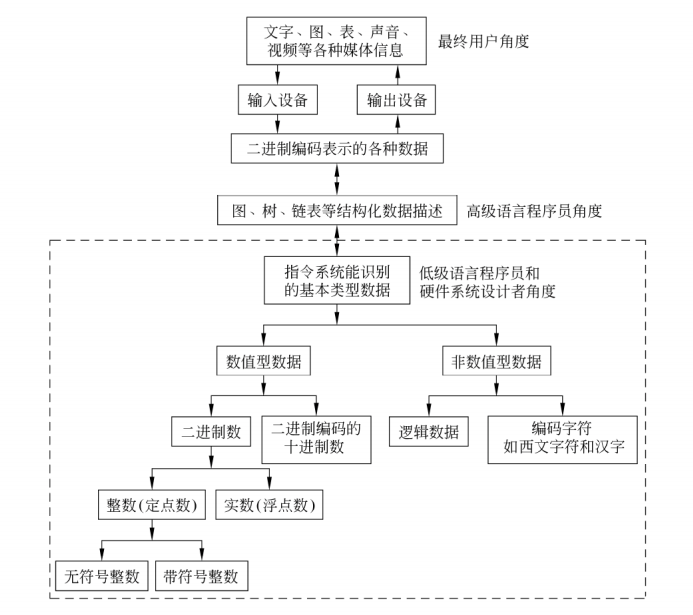 文字、图、表、声音、
视频等各种媒体信息
最终用户角度
输入设备
输出设备
二进制编码表示的各种数据
图、树、链表等结构化数据描述
高级语言程序员角度
指令系统能识别
的基本类型数据
低级语言程序员和
硬件系统设计者角度
数值型数据
非数值型数据
二进制数
二进制编码的
十进制数
逻辑数据
编码字符
如西文字符和汉字
整数(定点数)
实数(浮点数)
无符号整数
带符号整数